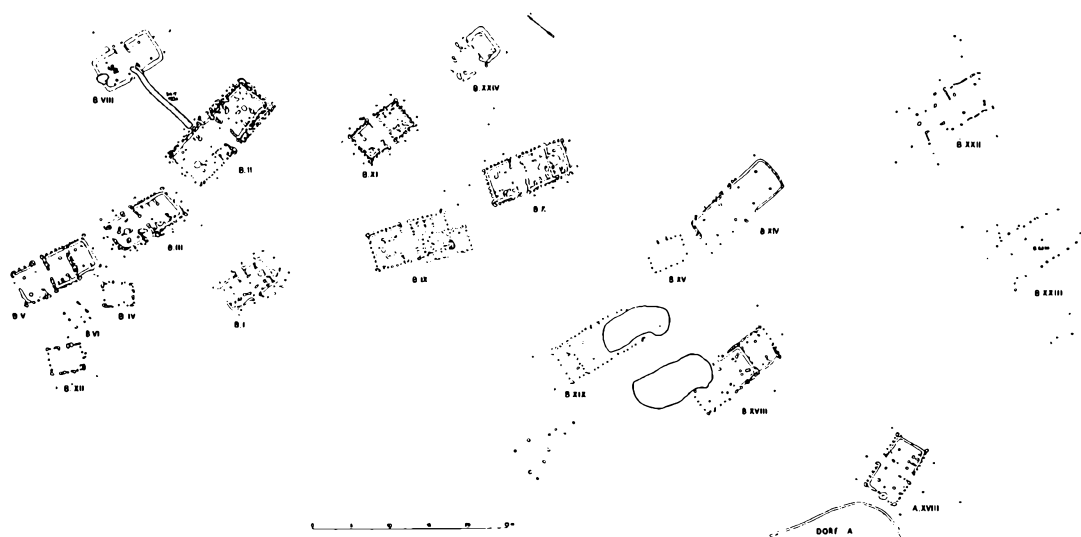 B VIII
B. II
B. XI
B. XXIV
B. XXII
B. III
B. V
B VI
B. IV
B. XII
B. I
B IX
B XIV
B. XV
B. XXIII
B XIX
B XVIII
A. XVIII
DORF A